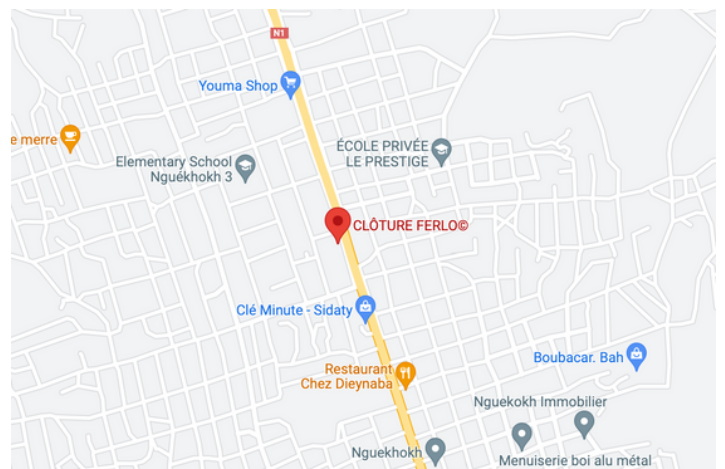 N1
Youma Shop
e merre
ÉCOLE PRIVÉE
LE PRESTIGE
Elementary School
Nguékhokh 3
CLÔTURE FERLO©
Clé Minute - Sidaty
Boubacar. Bah
Restaurant
Chez Dieynaba
Nguekokh Immobilier
Nguekhokh
Menuiserie boi alu métal